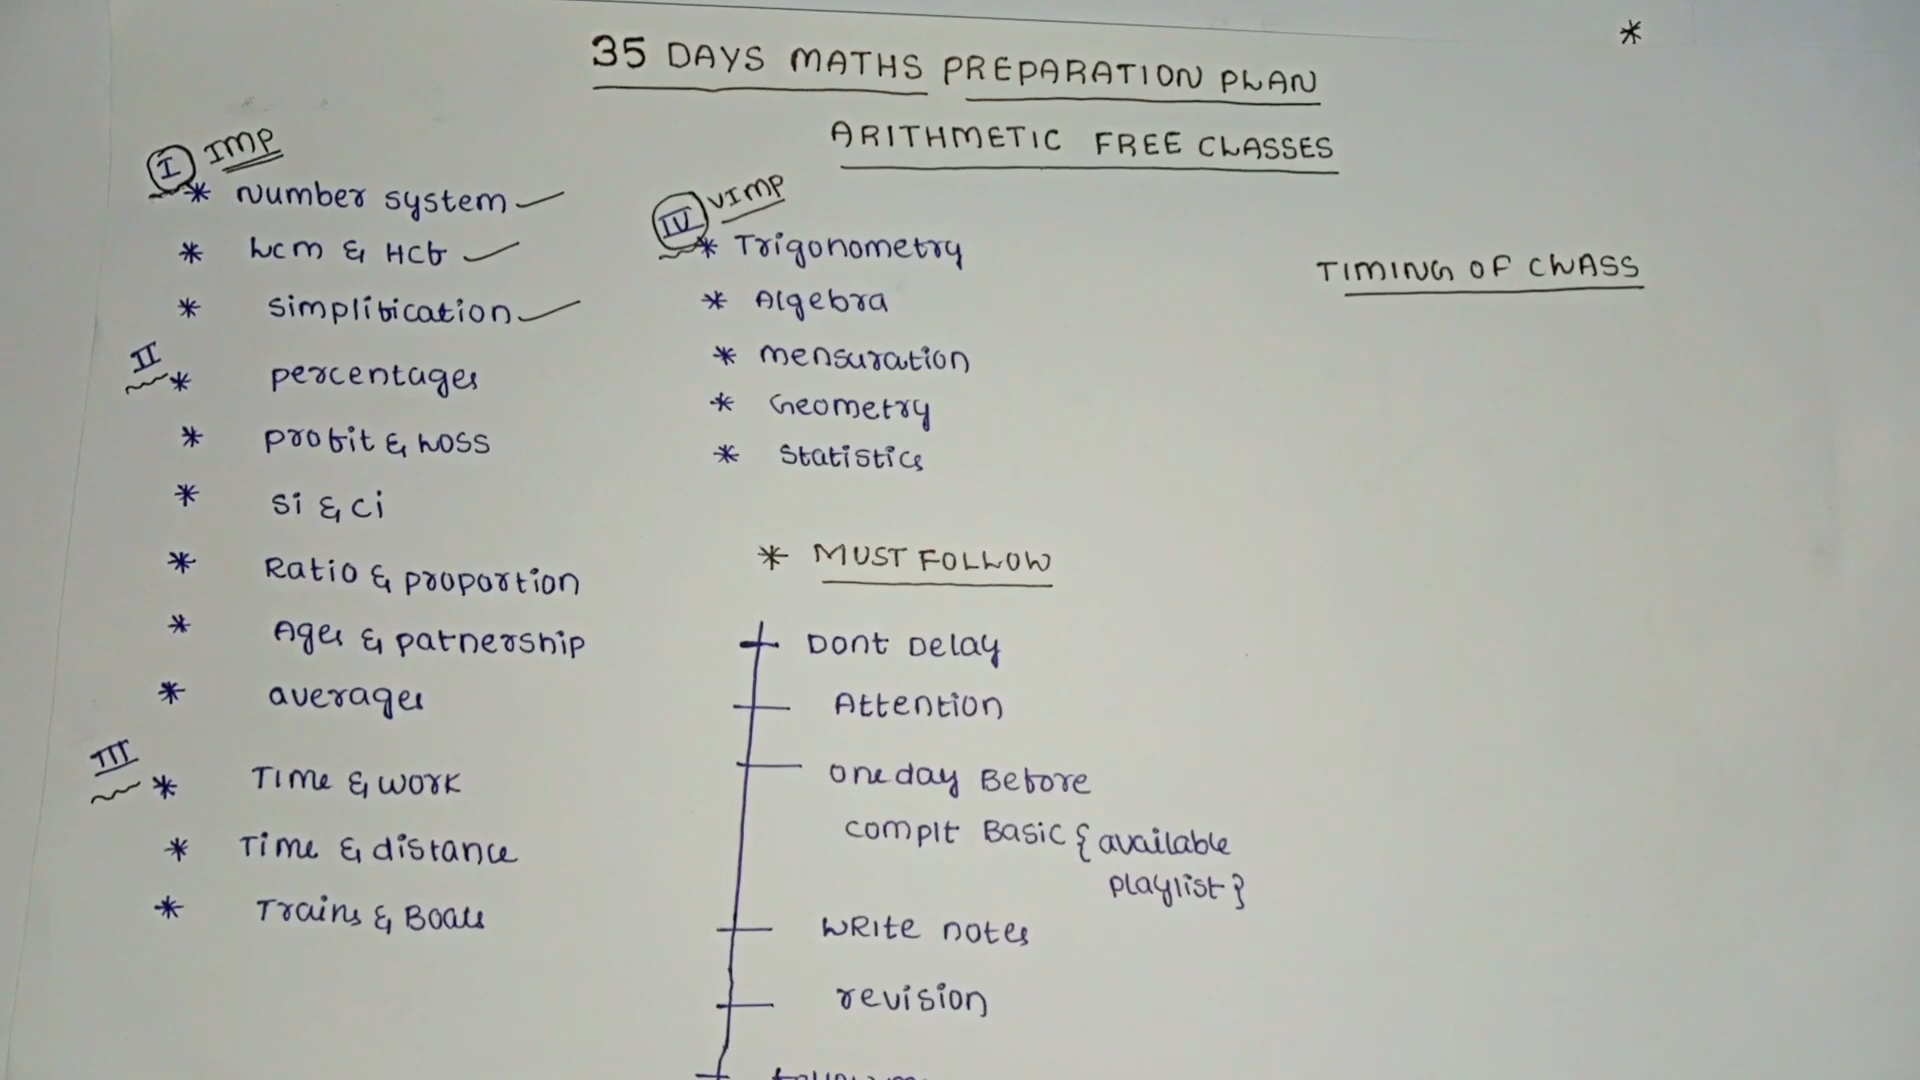 35 DAYS MATHS PREPARATION PLAN
ARITHMETIC FREE CLASSES
I IMP
* Number system
* Lcm & HCf
* Simplification
II
* percentages
* profit & Loss
* Si & Ci
* Ratio & proportion
* Ages & patnership
* averages
III
* Time & work
* Time & distance
* Trains & Boats
IV VIMP
* Trigonometry
* Algebra
* mensuration
* Geometry
* Statistics
* MUST FOLLOW
Dont Delay
Attention
one day Before
complt Basic { available
playlist }
WRite notes
revision
*
TIMING OF CLASS